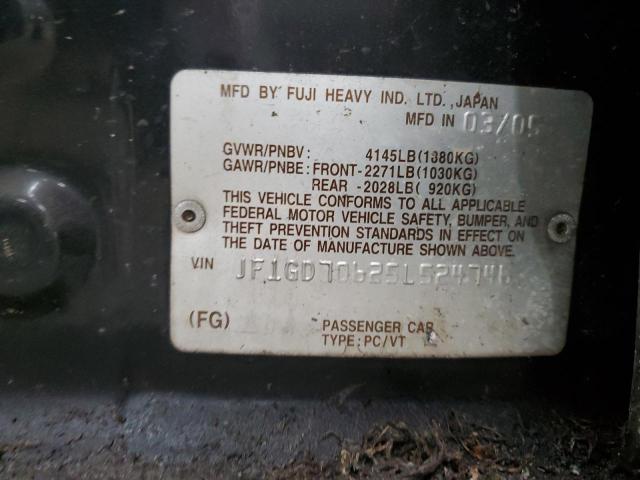 MFD BY FUJI HEAVY IND. LTD., JAPAN
MFD IN 03/05
GVWR/PNBV: 4145LB(1880KG)
GAWR/PNBE: FRONT-2271LB(1030KG)
REAR -2028LB( 920KG)
THIS VEHICLE CONFORMS TO ALL APPLICABLE
FEDERAL MOTOR VEHICLE SAFETY, BUMPER, AND
THEFT PREVENTION STANDARDS IN EFFECT ON
THE DATE OF MANUFACTURE SHOWN ABOVE.
VIN JF1GD70625L524746
(FG)
PASSENGER CAR
TYPE: PC/VT